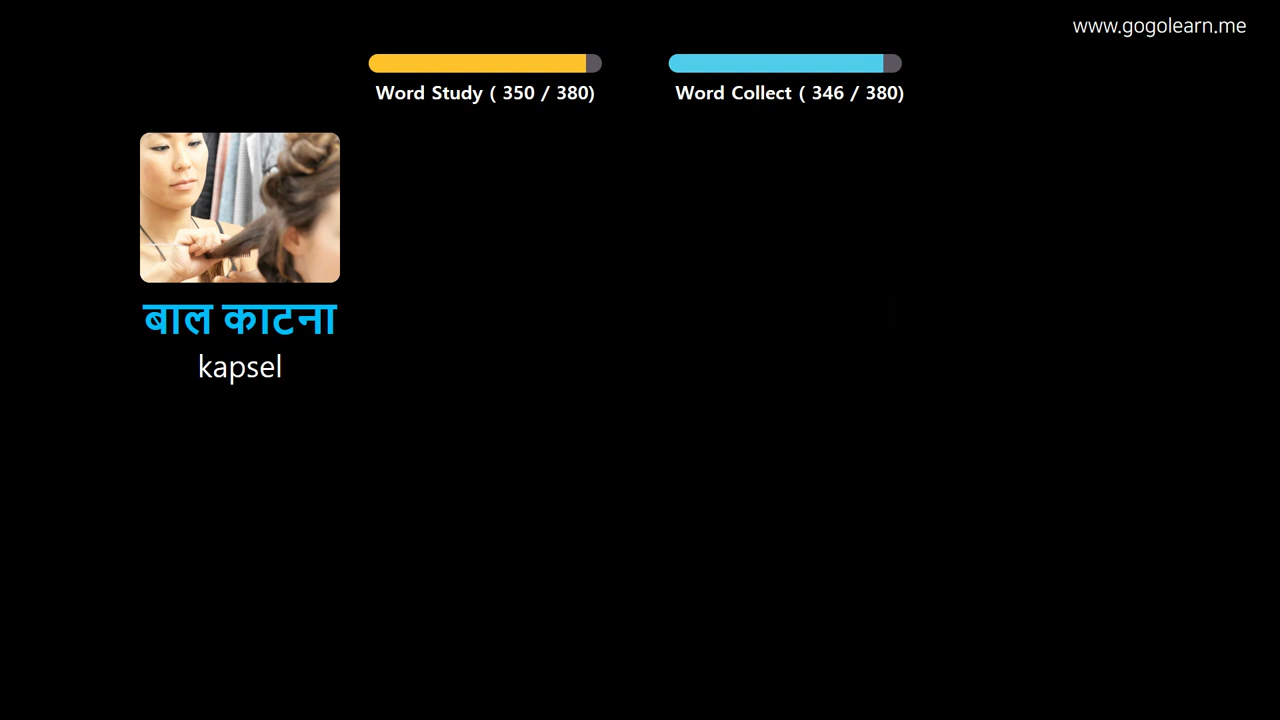 www.gogolearn.me
Word Study ( 350 / 380)
Word Collect ( 346 / 380)
बाल काटना
kapsel